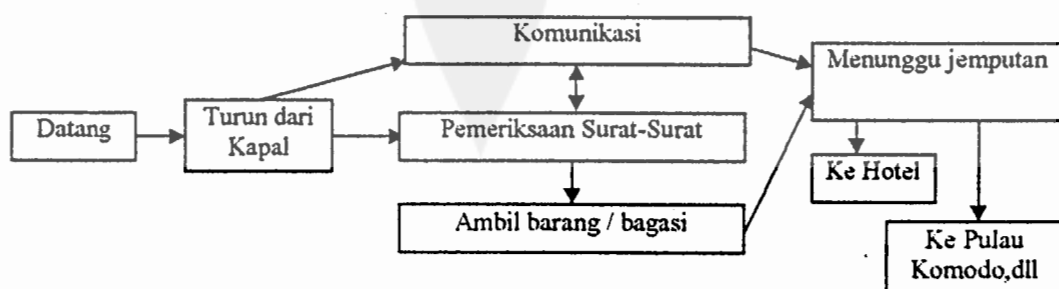 Komunikasi
Menunggu jemputan
Datang
Turun dari
Kapal
Pemeriksaan Surat-Surat
Ke Hotel
Ambil barang / bagasi
Ke Pulau
Komodo,dll